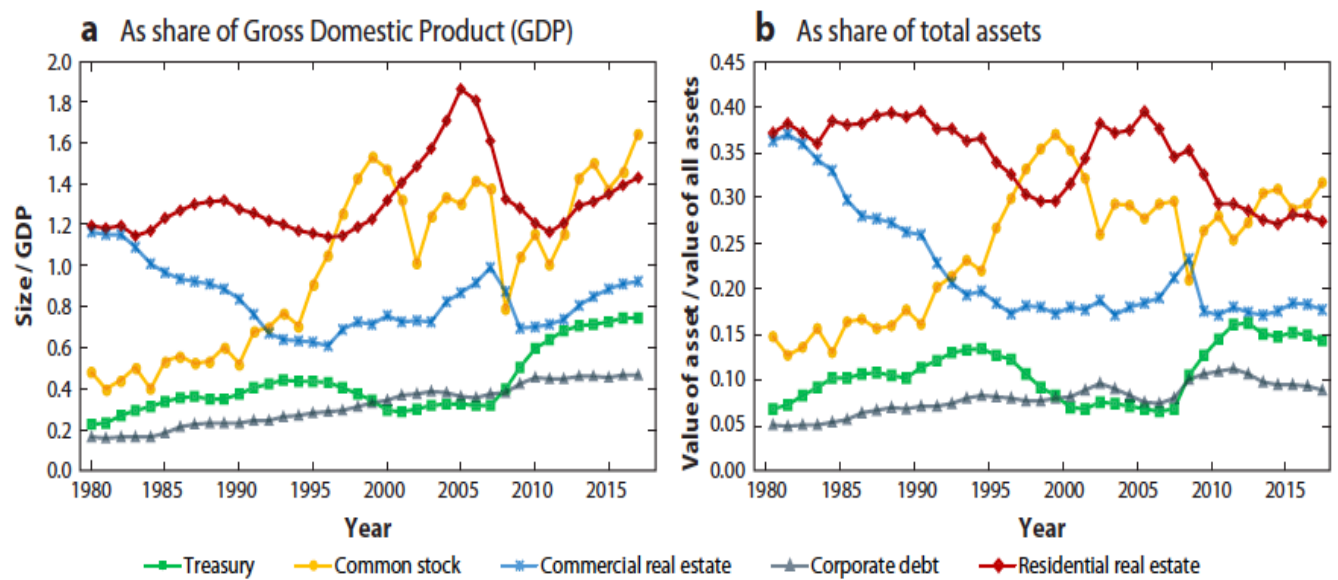 a As share of Gross Domestic Product (GDP)
2.0
1.8
1.6
1.4
1.2
1.0
0.8
0.6
0.4
0.2
0.0
Size / GDP
1980 1985 1990 1995 2000 2005 2010 2015
Year
b As share of total assets
0.45
0.40
0.35
0.30
0.25
0.20
0.15
0.10
0.05
0.00
Value of asset / value of all assets
1980 1985 1990 1995 2000 2005 2010 2015
Year
Treasury Common stock Commercial real estate Corporate debt Residential real estate